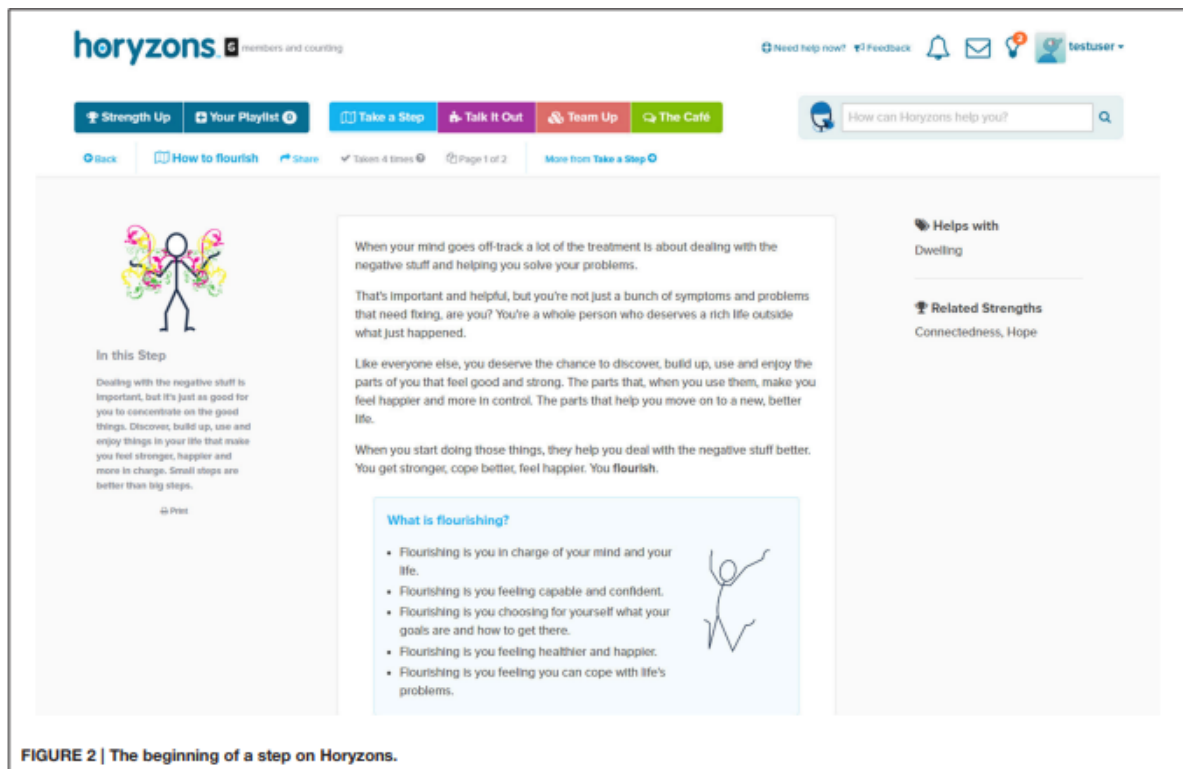 horyzons. G members and counting
Need help now? Feedback 2 testuser
Strength Up Your Playlist 0 Take a Step Talk It Out Team Up The Café How can Horyzons help you?
Back How to flourish Share Taken 4 times Page 1 of 2 More from Take a Step
In this Step
Dealing with the negative stuff is
important, but it's just as good for
you to concentrate on the good
things. Discover, build up, use and
enjoy things in your life that make
you feel stronger, happier and
more in charge. Small steps are
better than big steps.
Print
When your mind goes off-track a lot of the treatment is about dealing with the
negative stuff and helping you solve your problems.
That's important and helpful, but you're not just a bunch of symptoms and problems
that need fixing, are you? You're a whole person who deserves a rich life outside
what just happened.
Like everyone else, you deserve the chance to discover, build up, use and enjoy the
parts of you that feel good and strong. The parts that, when you use them, make you
feel happier and more in control. The parts that help you move on to a new, better
life.
When you start doing those things, they help you deal with the negative stuff better.
You get stronger, cope better, feel happier. You flourish.
What is flourishing?
• Flourishing is you in charge of your mind and your
life.
• Flourishing is you feeling capable and confident.
• Flourishing is you choosing for yourself what your
goals are and how to get there.
• Flourishing is you feeling healthier and happier.
• Flourishing is you feeling you can cope with life's
problems.
Helps with
Dwelling
Related Strengths
Connectedness, Hope
FIGURE 2 | The beginning of a step on Horyzons.